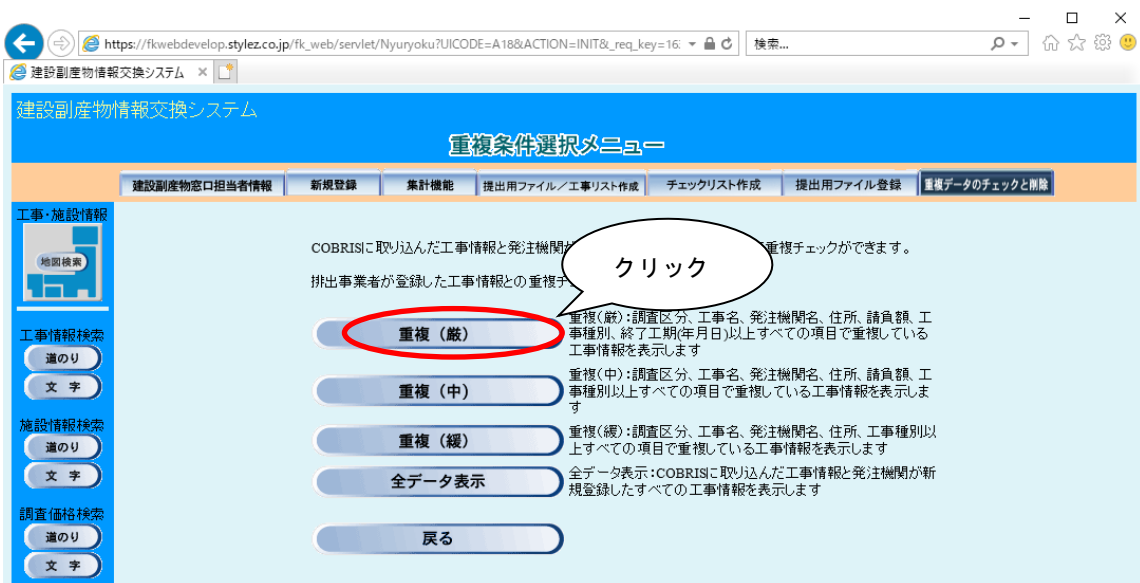 https://fkwebdevelop.stylez.co.jp/fk_web/servlet/Nyuryoku?UICODE=A18&ACTION=INIT&_req_key=16
検索...
建設副産物情報交換システム
建設副産物情報交換システム
重複条件選択メニュー
建設副産物窓口担当者情報 新規登録 集計機能 提出用ファイル／工事リスト作成 チェックリスト作成 提出用ファイル登録 重複データのチェックと削除
工事・施設情報
地図検索
工事情報検索
道のり
文 字
施設情報検索
道のり
文 字
調査価格検索
道のり
文 字
COBRISに取り込んだ工事情報と発注機関が
重複チェックができます。
排出事業者が登録した工事情報との重複チ
クリック
重複（厳）
重複(厳):調査区分、工事名、発注機関名、住所、請負額、工
事種別、終了工期(年月日)以上すべての項目で重複している
工事情報を表示します
重複（中）
重複(中):調査区分、工事名、発注機関名、住所、請負額、工
事種別以上すべての項目で重複している工事情報を表示しま
す
重複（緩）
重複(緩):調査区分、工事名、発注機関名、住所、工事種別以
上すべての項目で重複している工事情報を表示します
全データ表示
全データ表示:COBRISに取り込んだ工事情報と発注機関が新
規登録したすべての工事情報を表示します
戻る